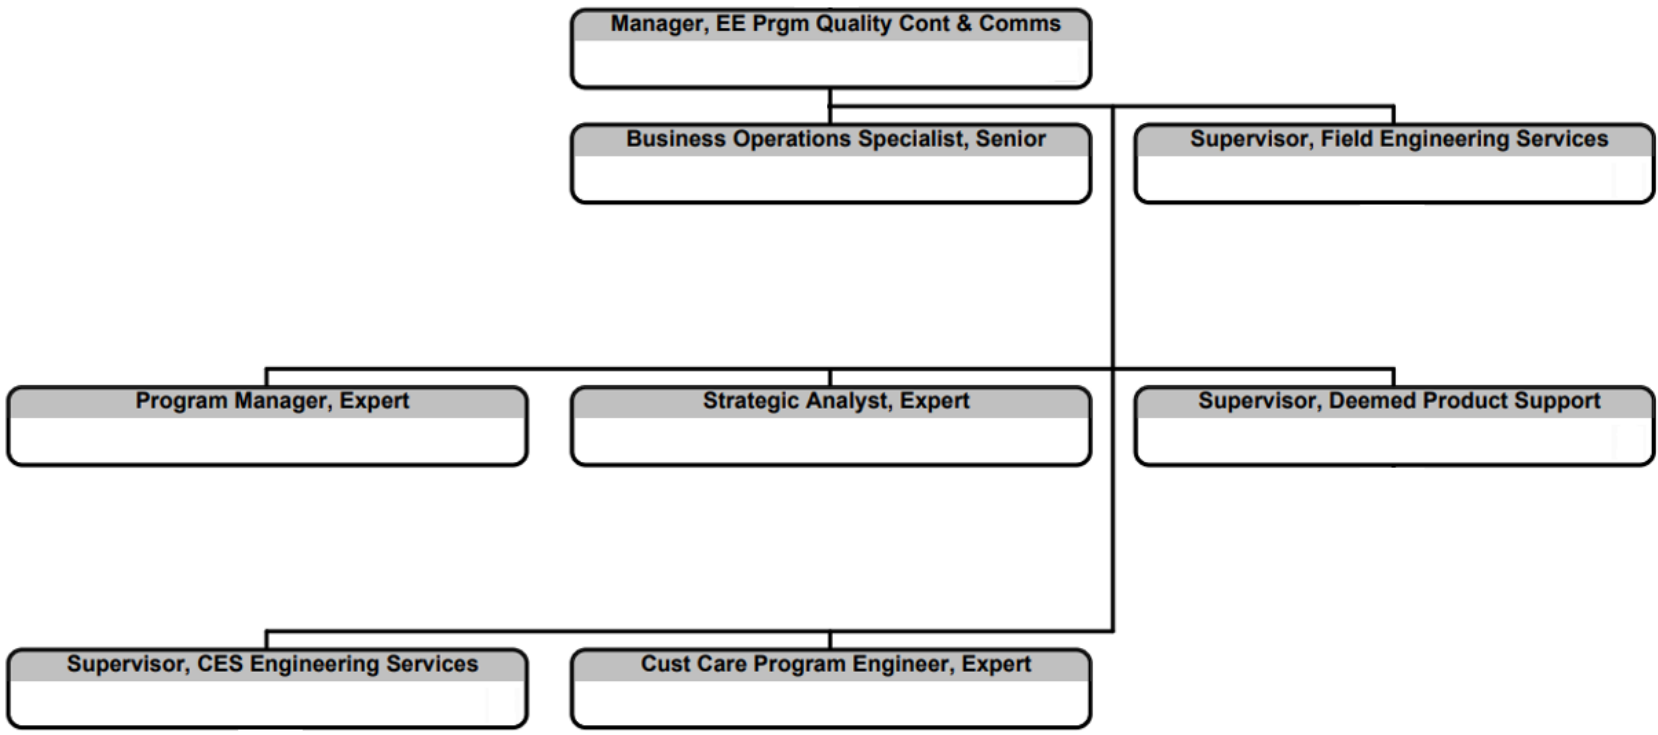 Manager, EE Prgm Quality Cont & Comms
Business Operations Specialist, Senior
Supervisor, Field Engineering Services
Program Manager, Expert
Strategic Analyst, Expert
Supervisor, Deemed Product Support
Supervisor, CES Engineering Services
Cust Care Program Engineer, Expert